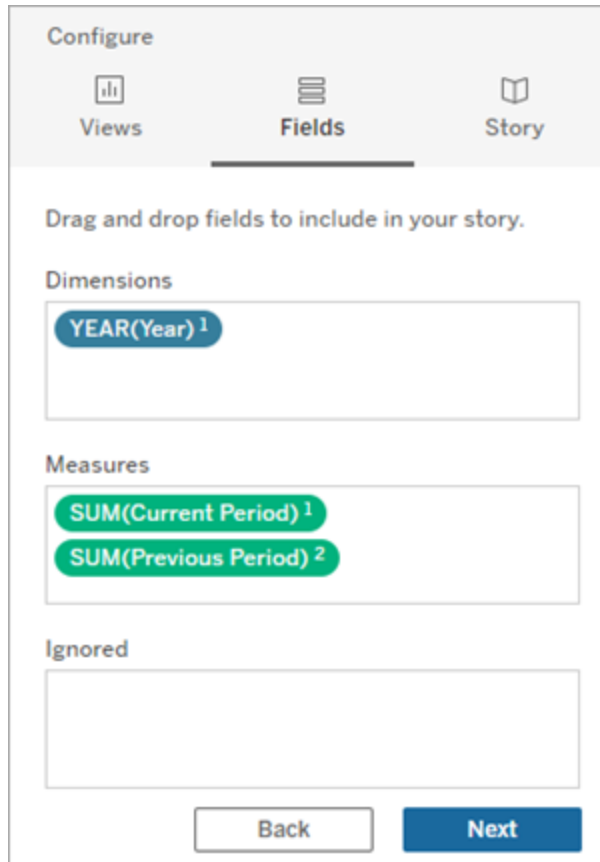 Configure
Views Fields Story
Drag and drop fields to include in your story.
Dimensions
YEAR(Year) 1
Measures
SUM(Current Period) 1
SUM(Previous Period) 2
Ignored
Back Next